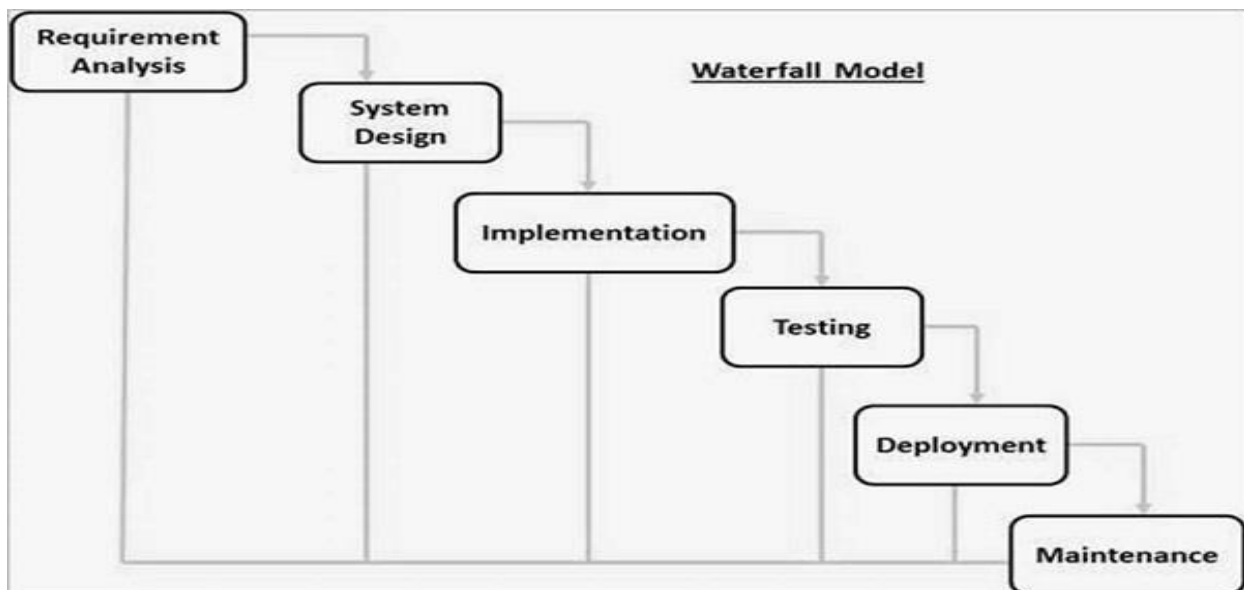 Requirement
Analysis
Waterfall Model
System
Design
Implementation
Testing
Deployment
Maintenance